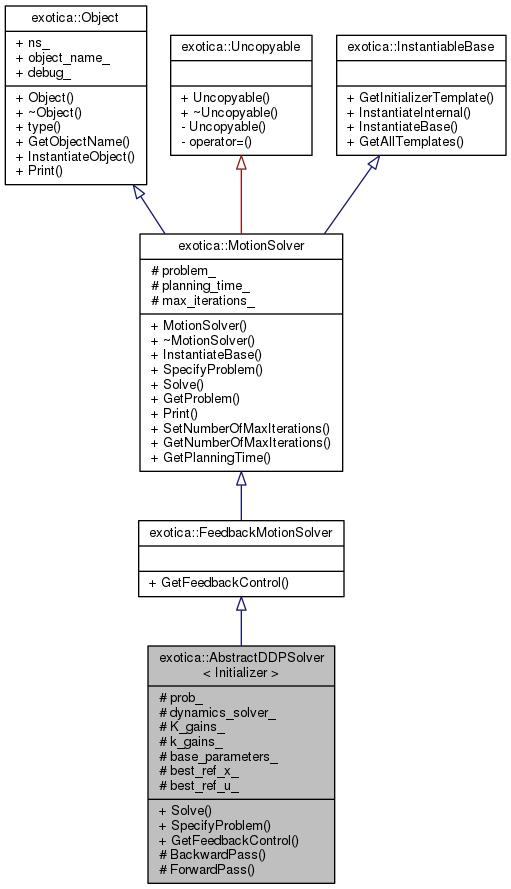 exotica::Object
+ ns_
+ object_name_
+ debug_
+ Object()
+ ~Object()
+ type()
+ GetObjectName()
+ InstantiateObject()
+ Print()
exotica::Uncopyable
+ Uncopyable()
+ ~Uncopyable()
- Uncopyable()
- operator=()
exotica::InstantiableBase
+ GetInitializerTemplate()
+ InstantiateInternal()
+ InstantiateBase()
+ GetAllTemplates()
exotica::MotionSolver
# problem_
# planning_time_
# max_iterations_
+ MotionSolver()
+ ~MotionSolver()
+ InstantiateBase()
+ SpecifyProblem()
+ Solve()
+ GetProblem()
+ Print()
+ SetNumberOfMaxIterations()
+ GetNumberOfMaxIterations()
+ GetPlanningTime()
exotica::FeedbackMotionSolver
+ GetFeedbackControl()
exotica::AbstractDDPSolver
< Initializer >
# prob_
# dynamics_solver_
# K_gains_
# k_gains_
# base_parameters_
# best_ref_x_
# best_ref_u_
+ Solve()
+ SpecifyProblem()
+ GetFeedbackControl()
# BackwardPass()
# ForwardPass()